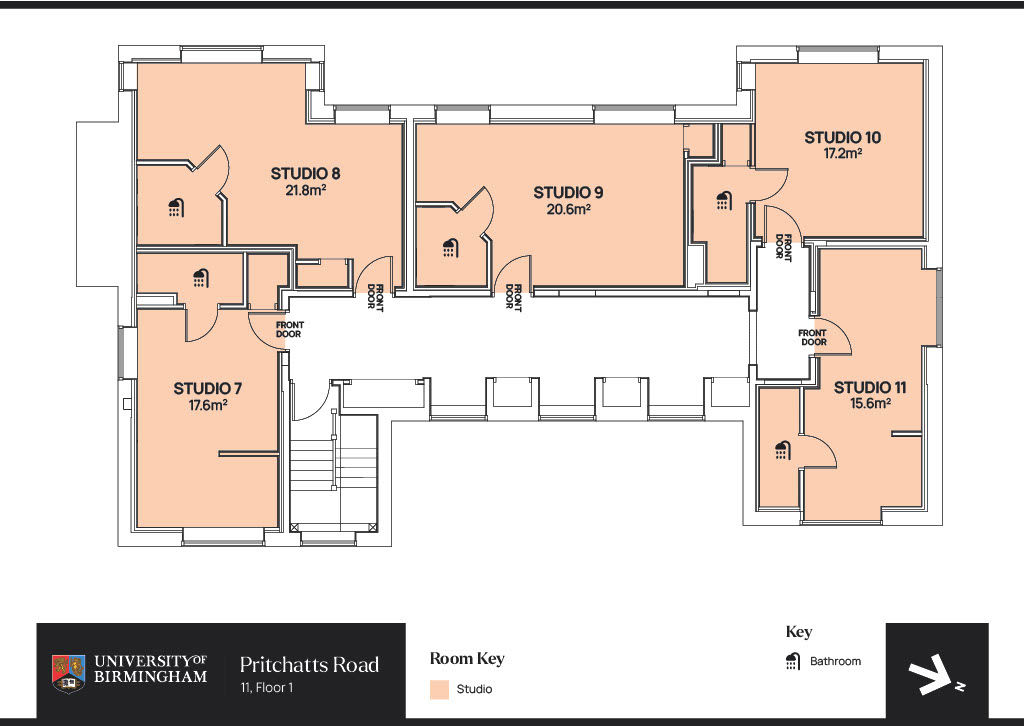 STUDIO 10
17.2m²
STUDIO 8
21.8m²
STUDIO 9
20.6m²
FRONT
DOOR
FRONT
DOOR
FRONT
DOOR
FRONT
DOOR
FRONT
DOOR
STUDIO 7
17.6m²
STUDIO 11
15.6m²
UNIVERSITY OF
BIRMINGHAM
Pritchatts Road
11, Floor 1
Room Key
Studio
Key
Bathroom
N